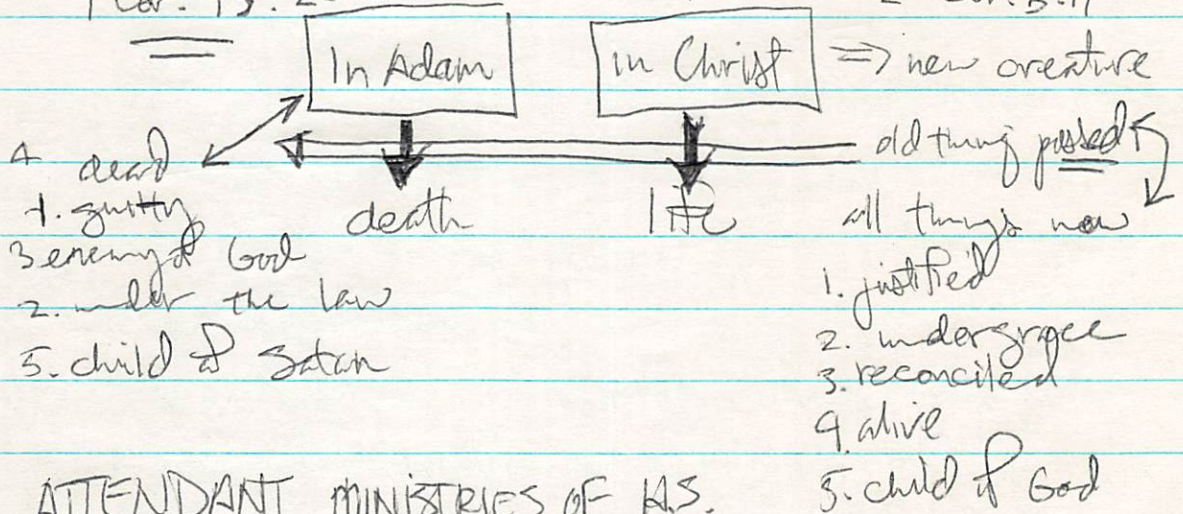 In Adam
in Christ ⇒ new creature
4 dead
old thing passed
1. guilty
death
life
all things new
3 enemy of God
1. justified
2. under the law
2. under grace
5. child of Satan
3. reconciled
4. alive
ATTENDANT MINISTRIES OF H.S.
5. child of God